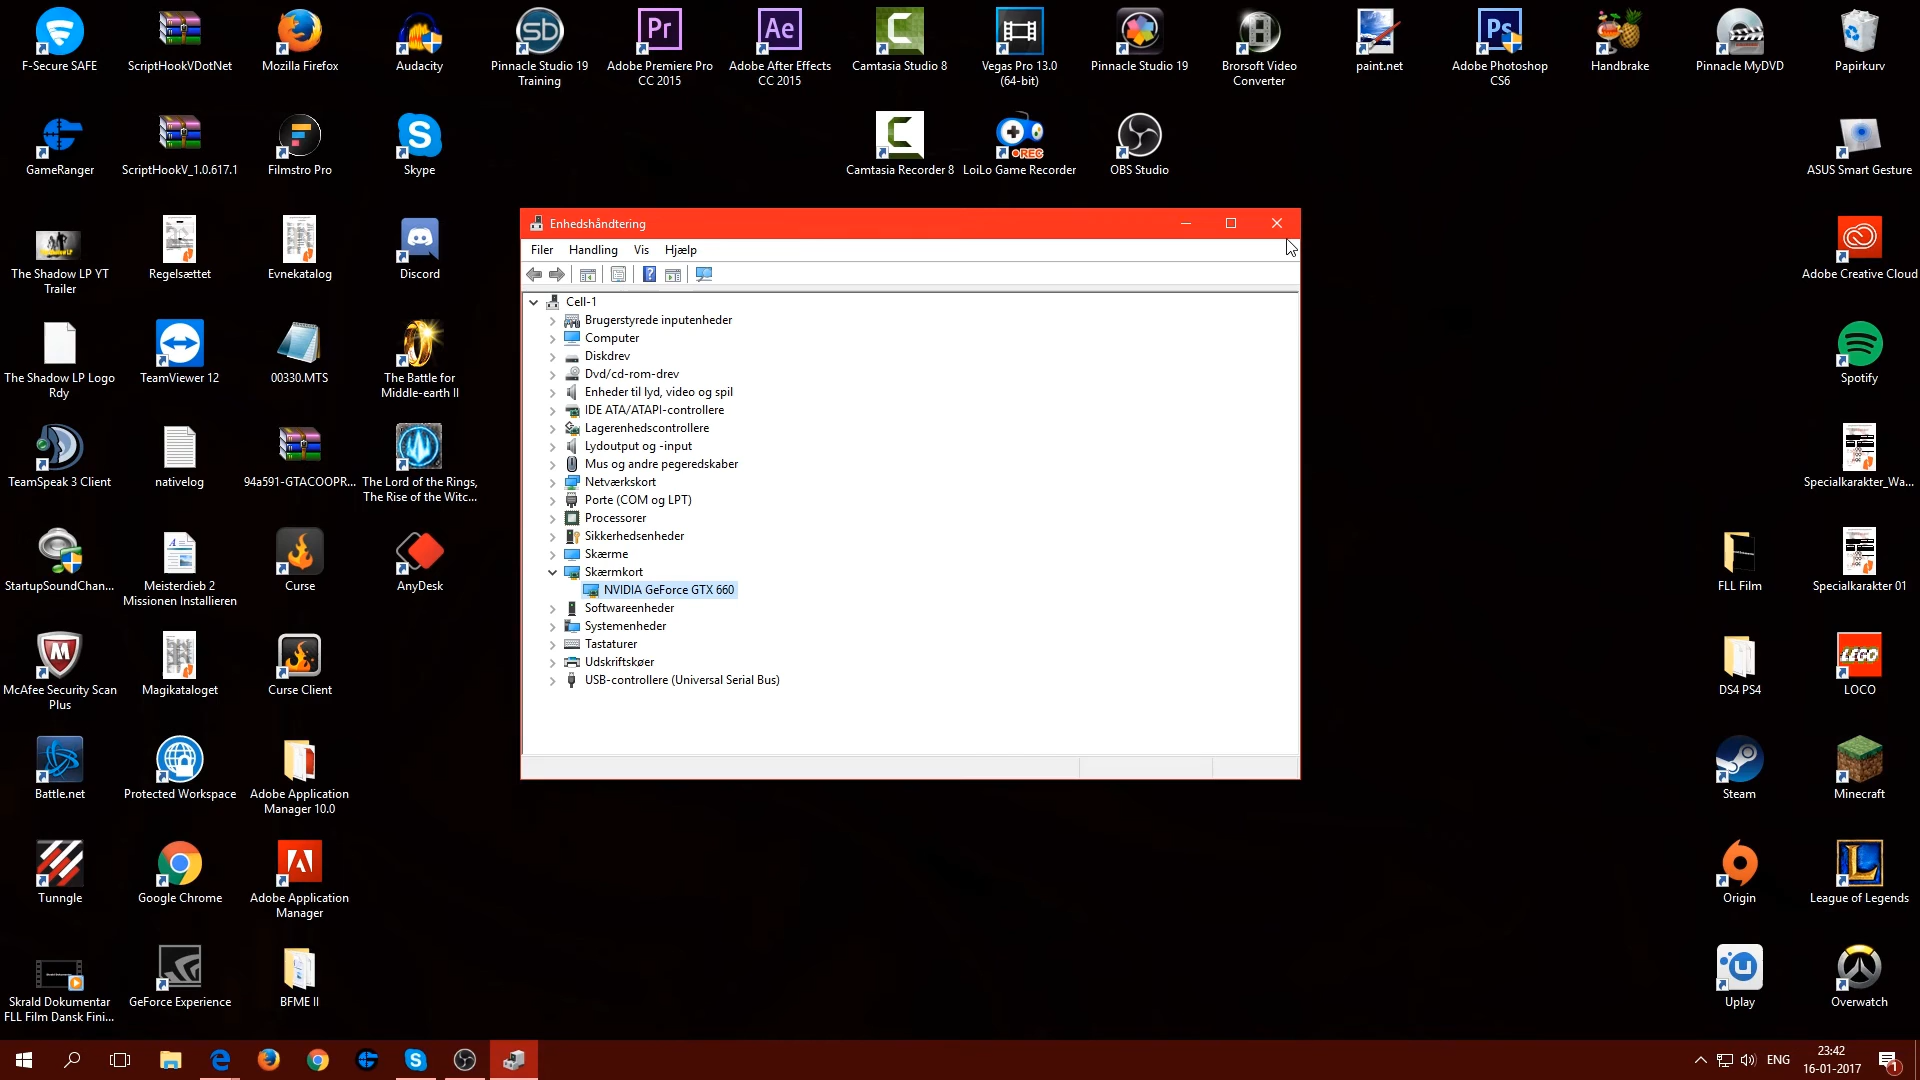 F-Secure SAFE
ScriptHookVDotNet
Mozilla Firefox
Audacity
Pinnacle Studio 19
Training
Adobe Premiere Pro
CC 2015
Adobe After Effects
CC 2015
Camtasia Studio 8
Vegas Pro 13.0
(64-bit)
Pinnacle Studio 19
Brorsoft Video
Converter
paint.net
Adobe Photoshop
CS6
Handbrake
Pinnacle MyDVD
Papirkurv
GameRanger
ScriptHookV_1.0.617.1
Filmstro Pro
Skype
Camtasia Recorder 8
LoiLo Game Recorder
OBS Studio
ASUS Smart Gesture
The Shadow LP YT
Trailer
Regelsættet
Evnekatalog
Discord
Adobe Creative Cloud
The Shadow LP Logo
Rdy
TeamViewer 12
00330.MTS
The Battle for
Middle-earth II
Spotify
TeamSpeak 3 Client
nativelog
94a591-GTACOOPR...
The Lord of the Rings,
The Rise of the Witc...
Specialkarakter_Wa...
StartupSoundChan...
Meisterdieb 2
Missionen Installieren
Curse
AnyDesk
FLL Film
Specialkarakter 01
McAfee Security Scan
Plus
Magikataloget
Curse Client
DS4 PS4
LOCO
Battle.net
Protected Workspace
Adobe Application
Manager 10.0
Steam
Minecraft
Tunngle
Google Chrome
Adobe Application
Manager
Origin
League of Legends
Skrald Dokumentar
FLL Film Dansk Fini...
GeForce Experience
BFME II
Uplay
Overwatch
Enhedshåndtering
Filer Handling Vis Hjælp
Cell-1
Brugerstyrede inputenheder
Computer
Diskdrev
Dvd/cd-rom-drev
Enheder til lyd, video og spil
IDE ATA/ATAPI-controllere
Lagerenhedscontrollere
Lydoutput og -input
Mus og andre pegeredskaber
Netværkskort
Porte (COM og LPT)
Processorer
Sikkerhedsenheder
Skærme
Skærmkort
NVIDIA GeForce GTX 660
Softwareenheder
Systemenheder
Tastaturer
Udskriftskøer
USB-controllere (Universal Serial Bus)
sb
Pr
Ae
Ps
REC
LEGO
ENG
23:42
16-01-2017
1